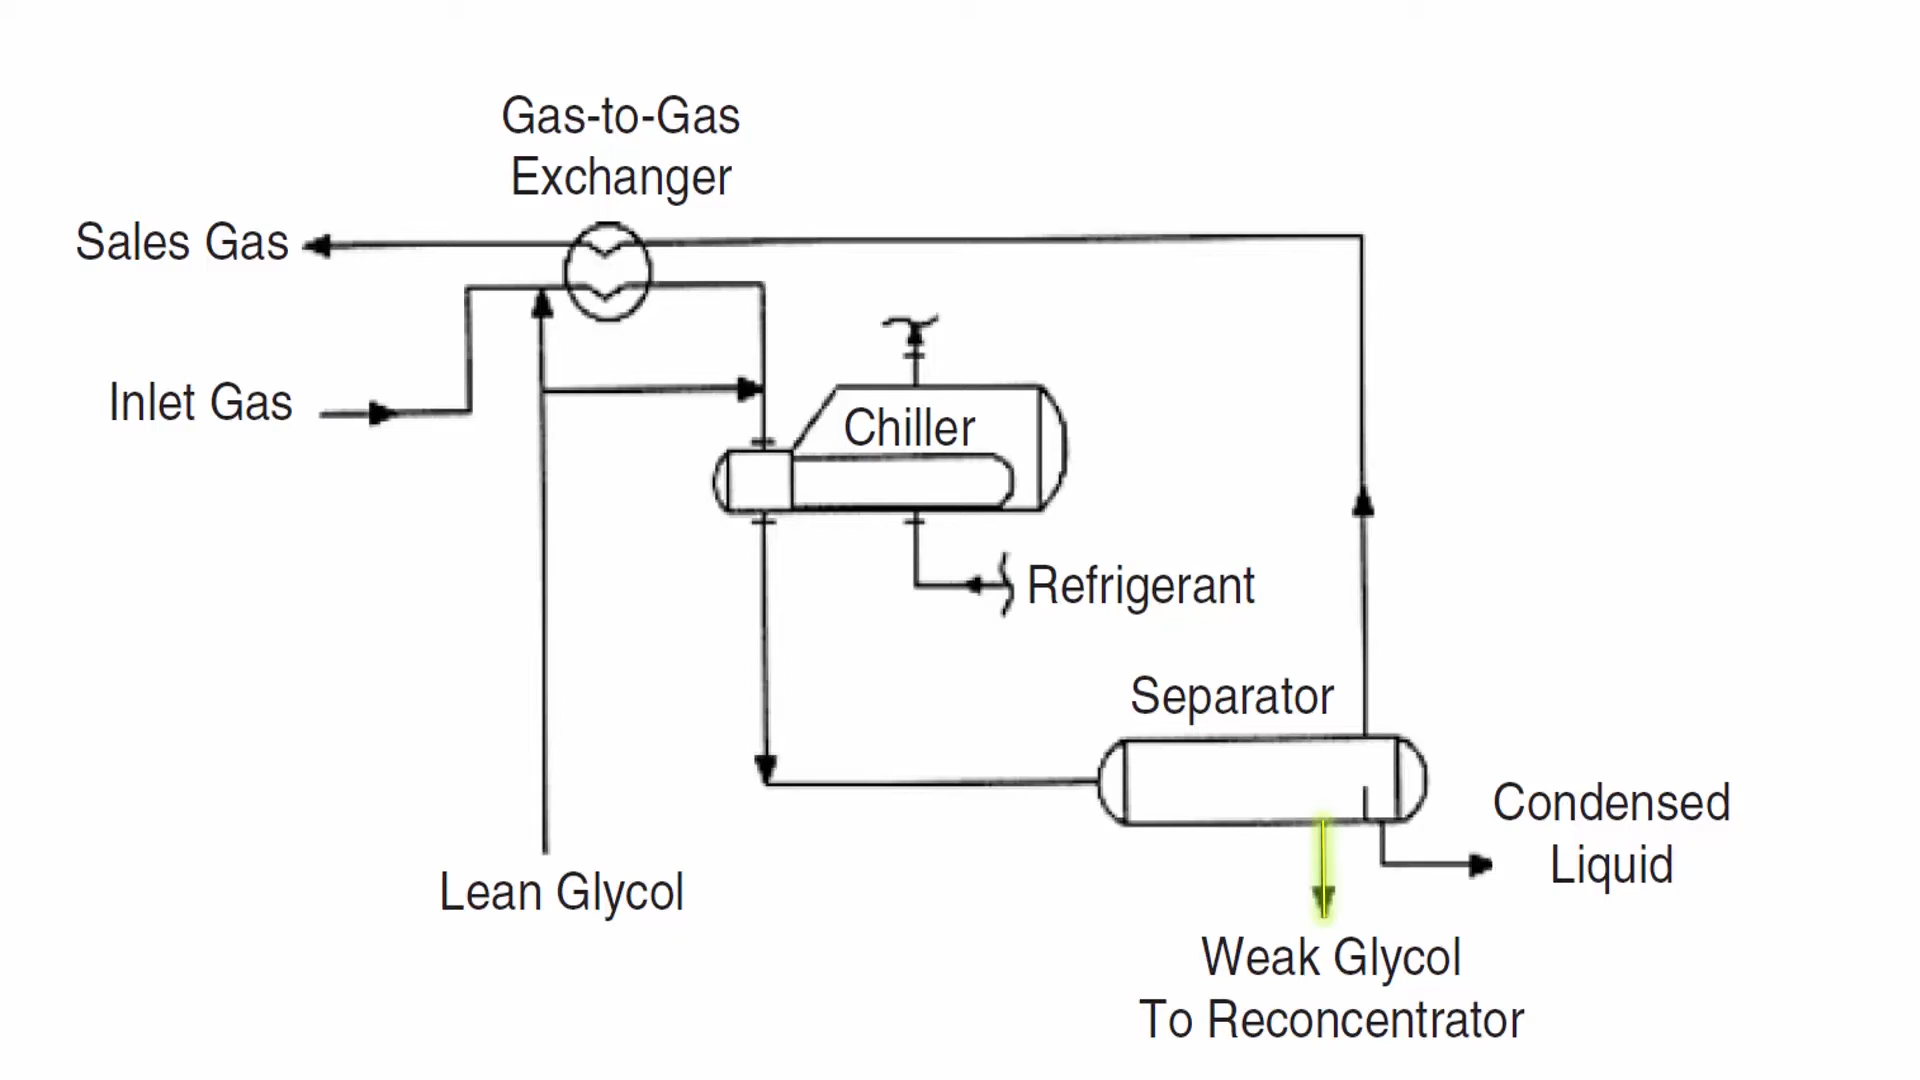 Gas-to-Gas
Exchanger
Sales Gas
Inlet Gas
Chiller
Refrigerant
Separator
Condensed
Liquid
Lean Glycol
Weak Glycol
To Reconcentrator